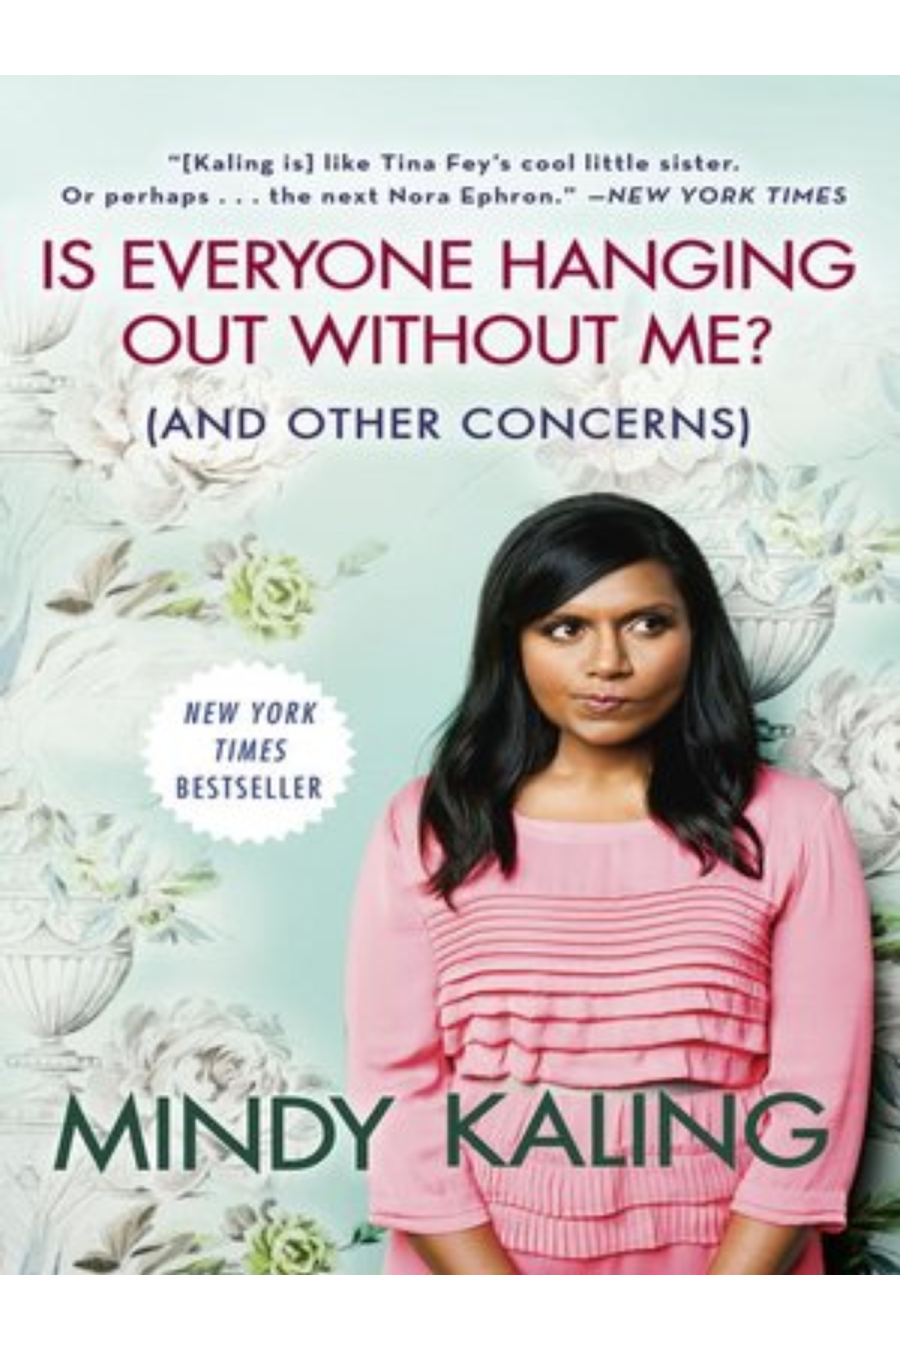 "[Kaling is] like Tina Fey's cool little sister.
Or perhaps . . . the next Nora Ephron." —NEW YORK TIMES
IS EVERYONE HANGING
OUT WITHOUT ME?
(AND OTHER CONCERNS)
NEW YORK
TIMES
BESTSELLER
MINDY KALING